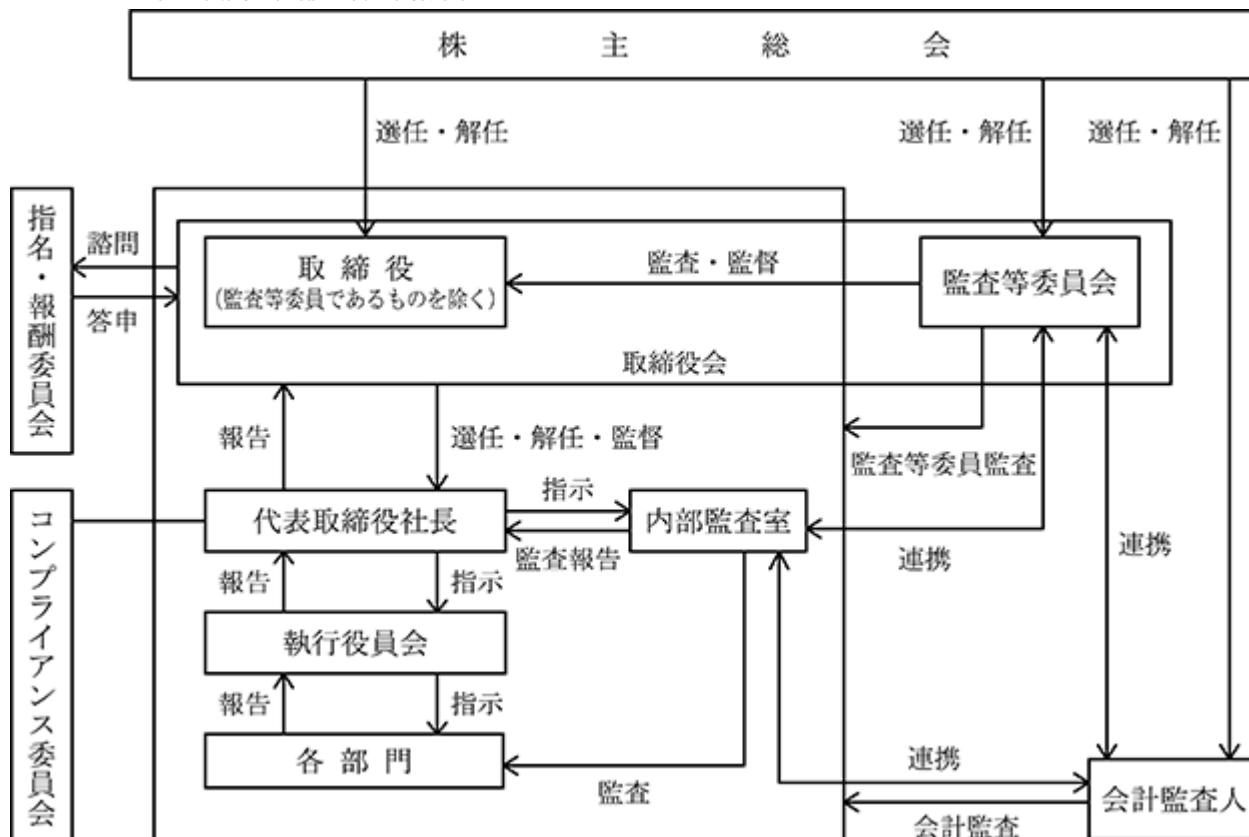 株主総会
選任・解任
選任・解任
選任・解任
指名・報酬委員会
諮問
答申
取締役
(監査等委員であるものを除く)
監査・監督
監査等委員会
取締役会
報告
選任・解任・監督
監査等委員監査
コンプライアンス委員会
代表取締役社長
指示
監査報告
内部監査室
連携
連携
報告
指示
執行役員会
報告
指示
各部門
監査
連携
会計監査
会計監査人